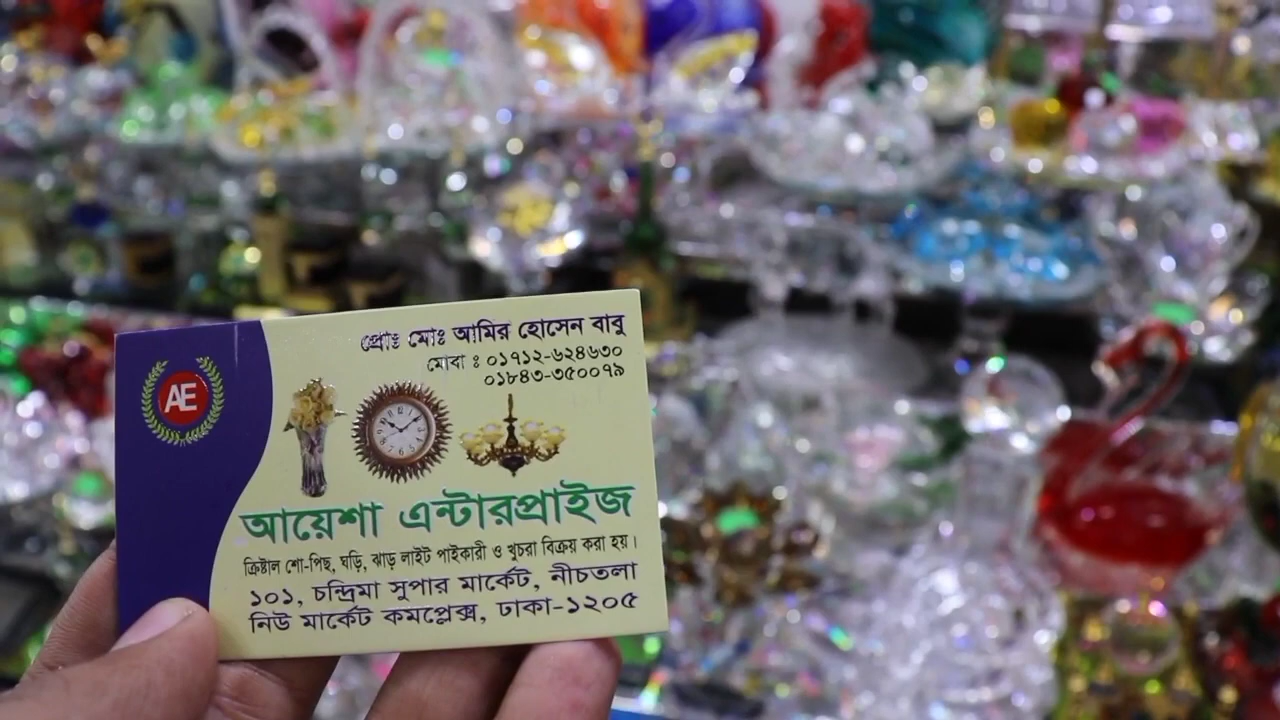 AE
প্রোঃ মোঃ আমির হোসেন বাবু
মোবা : ০১৭১২-৬২৪৬৩০
০১৮৪৩-৩৫০০৭৯
আয়েশা এন্টারপ্রাইজ
ক্রিষ্টাল শো-পিছ, ঘড়ি, ঝাড় লাইট পাইকারী ও খুচরা বিক্রয় করা হয়।
১০১, চন্দ্রিমা সুপার মার্কেট, নীচতলা
নিউ মার্কেট কমপ্লেক্স, ঢাকা-১২০৫